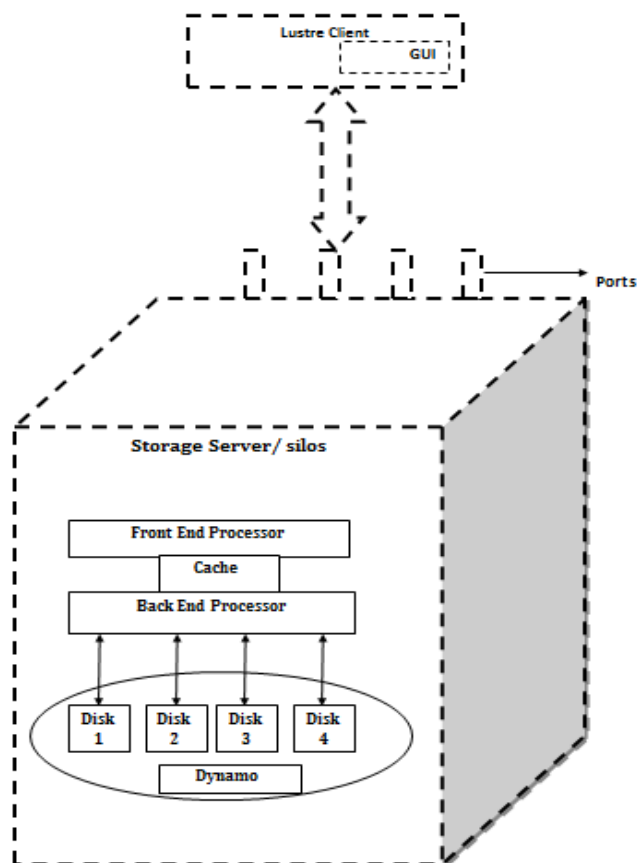 Lustre Client
GUI
Ports
Storage Server/ silos
Front End Processor
Cache
Back End Processor
Disk
1
Disk
2
Disk
3
Disk
4
Dynamo